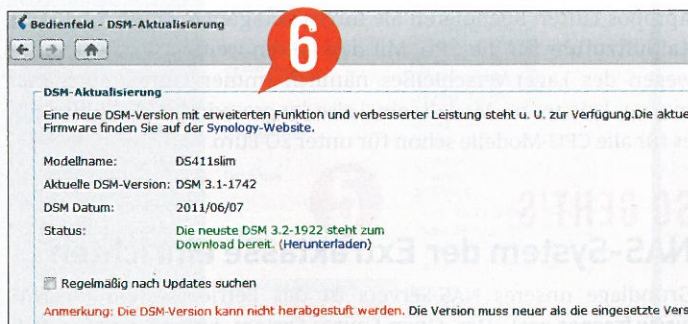 Bedienfeld - DSM-Aktualisierung
6
DSM-Aktualisierung
Eine neue DSM-Version mit erweiterten Funktion und verbesserter Leistung steht u. U. zur Verfügung.Die aktue
Firmware finden Sie auf der Synology-Website.
Modellname: DS411slim
Aktuelle DSM-Version: DSM 3.1-1742
DSM Datum: 2011/06/07
Status: Die neuste DSM 3.2-1922 steht zum
Download bereit. (Herunterladen)
Regelmäßig nach Updates suchen
Anmerkung: Die DSM-Version kann nicht herabgestuft werden. Die Version muss neuer als die eingesetzte Vers